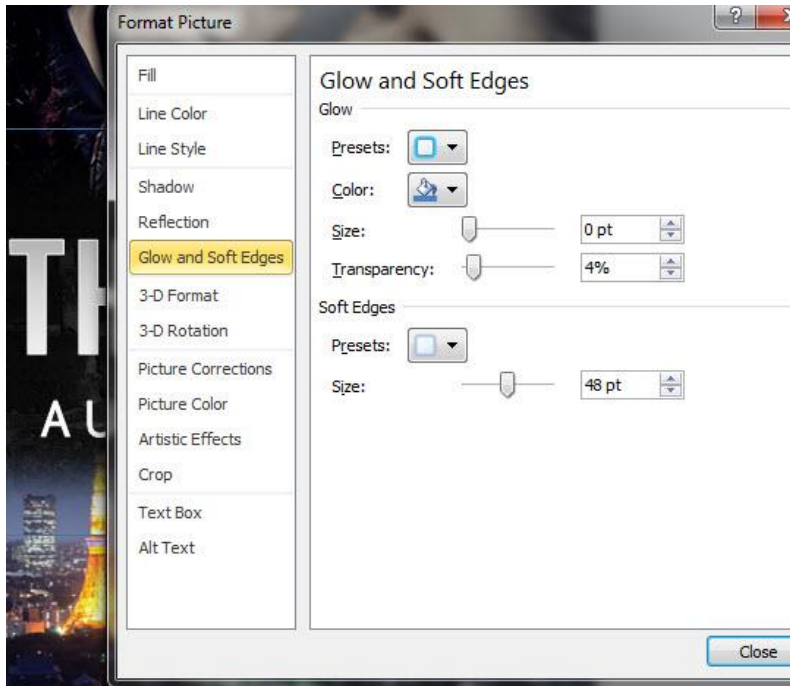 Format Picture
?
Fill
Line Color
Line Style
Shadow
Reflection
Glow and Soft Edges
3-D Format
3-D Rotation
Picture Corrections
Picture Color
Artistic Effects
Crop
Text Box
Alt Text
Glow and Soft Edges
Glow
Presets:
Color:
Size: 0 pt
Transparency: 4%
Soft Edges
Presets:
Size: 48 pt
Close
TH
AU